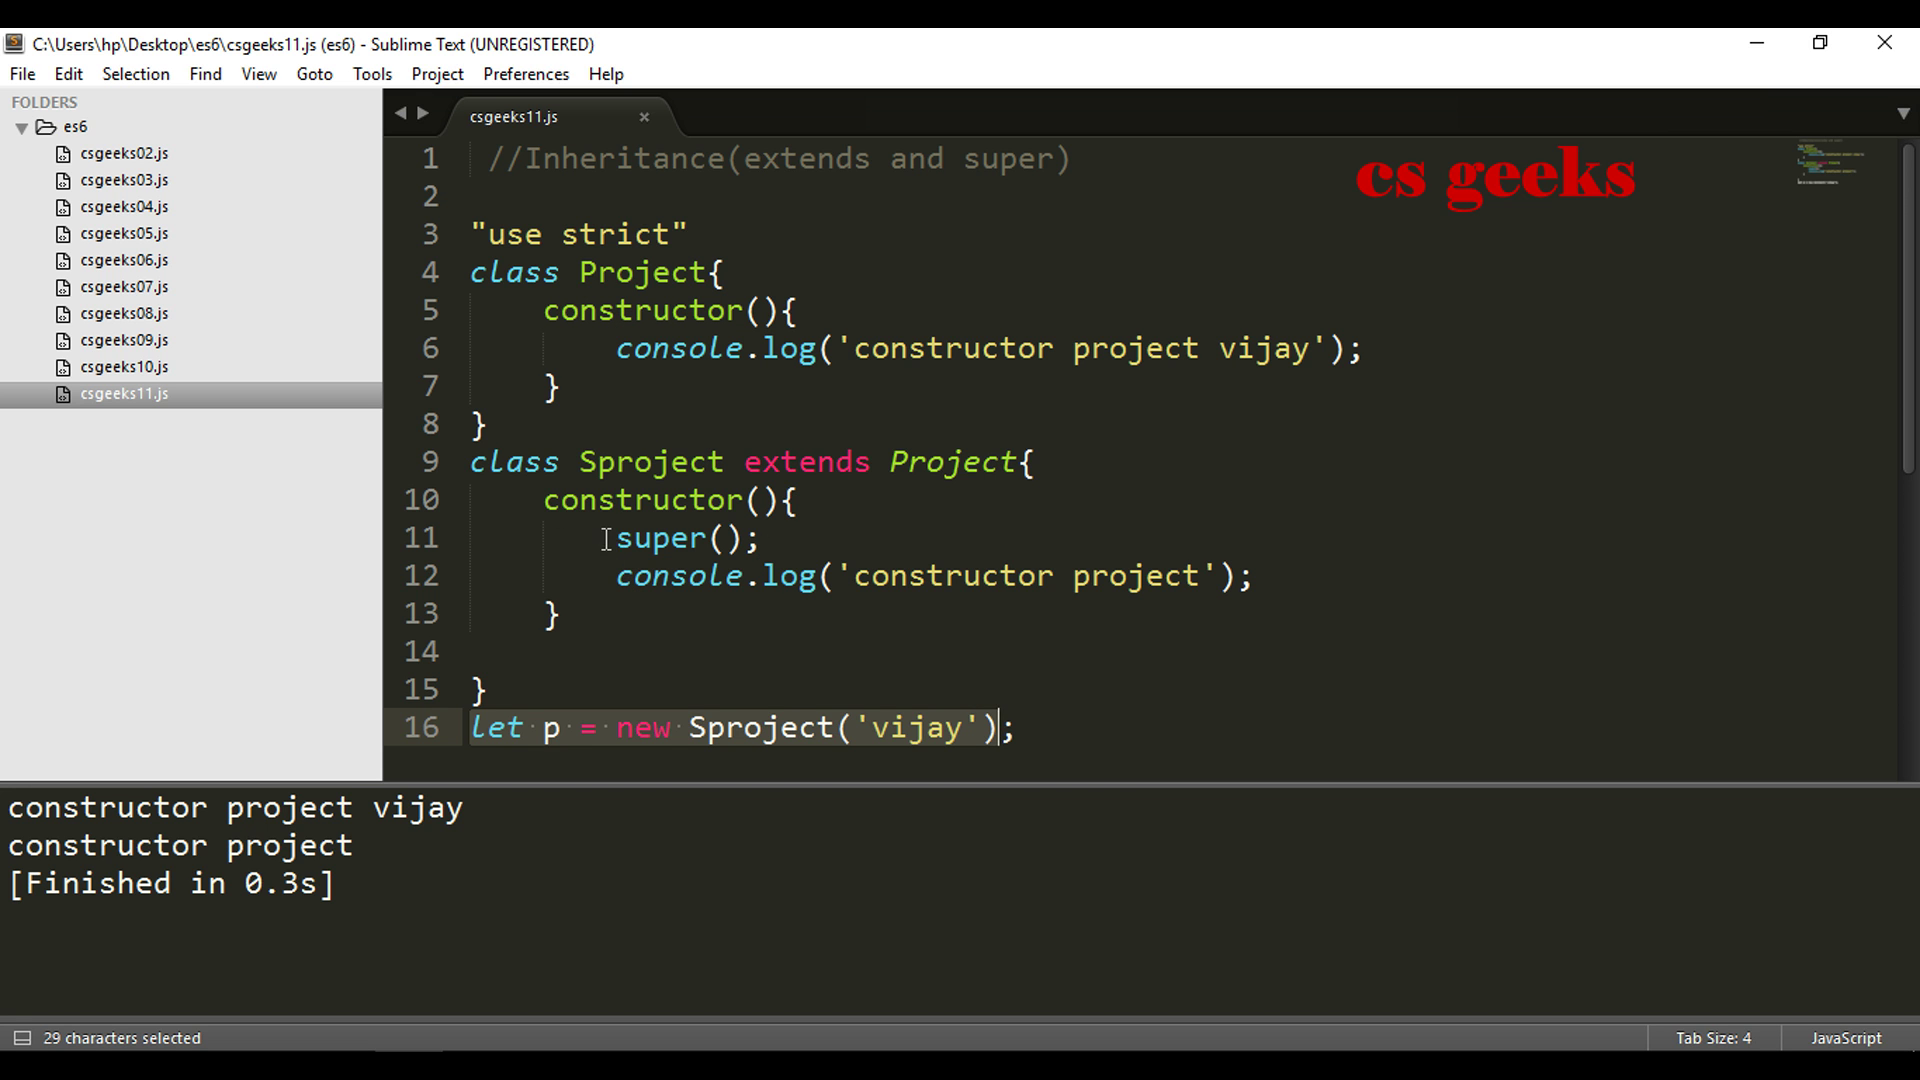 C:\Users\hp\Desktop\es6\csgeeks11.js (es6) - Sublime Text (UNREGISTERED)
File Edit Selection Find View Goto Tools Project Preferences Help
FOLDERS
es6
csgeeks02.js
csgeeks03.js
csgeeks04.js
csgeeks05.js
csgeeks06.js
csgeeks07.js
csgeeks08.js
csgeeks09.js
csgeeks10.js
csgeeks11.js
csgeeks11.js
cs geeks
1 //Inheritance(extends and super)
2
3 "use strict"
4 class Project{
5 constructor(){
6 console.log('constructor project vijay');
7 }
8 }
9 class Sproject extends Project{
10 constructor(){
11 super();
12 console.log('constructor project');
13 }
14
15 }
16 let p = new Sproject('vijay');
constructor project vijay
constructor project
[Finished in 0.3s]
29 characters selected
Tab Size: 4
JavaScript